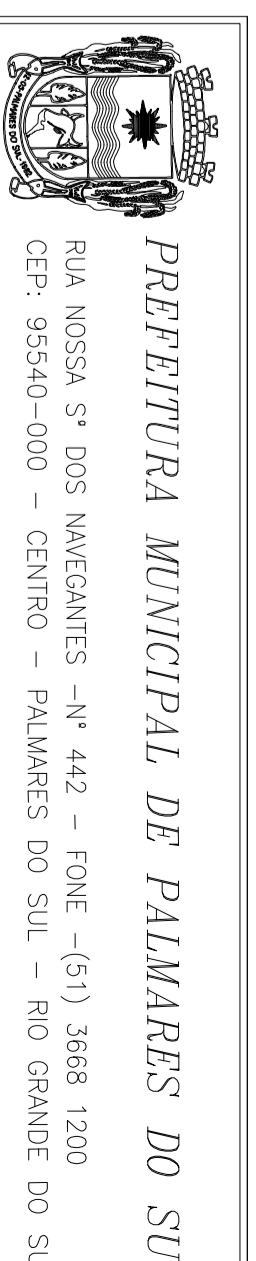 PREFEITURA MUNICIPAL DE PALMARES DO SU
RUA NOSSA Sª DOS NAVEGANTES -Nº 442 - FONE -(51) 3668 1200
CEP: 95540-000 - CENTRO - PALMARES DO SUL - RIO GRANDE DO SU